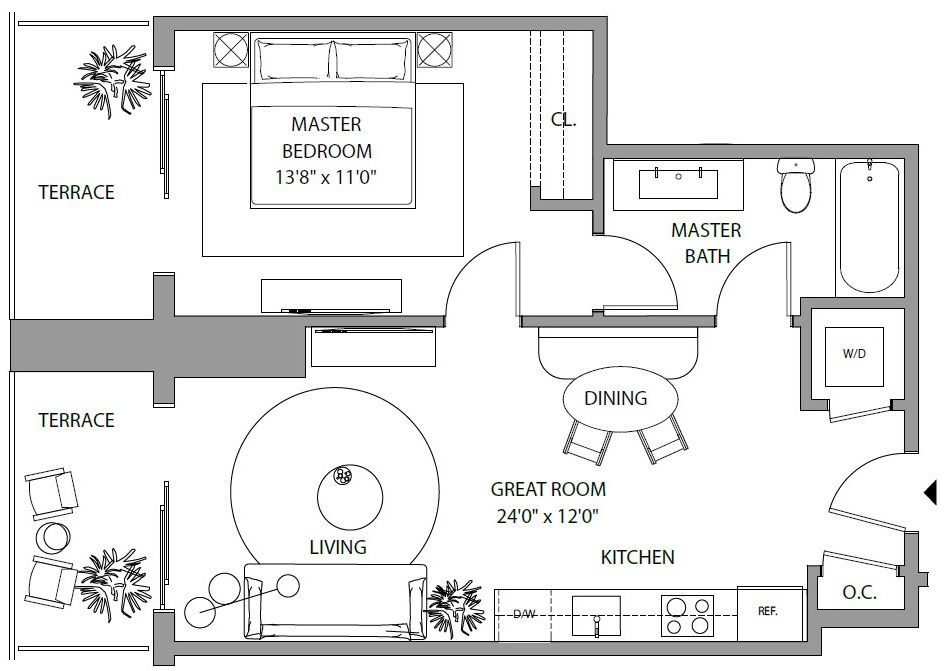 MASTER
BEDROOM
13'8" x 11'0"
CL.
TERRACE
MASTER
BATH
W/D
TERRACE
DINING
GREAT ROOM
24'0" x 12'0"
LIVING
KITCHEN
D/W
REF.
O.C.